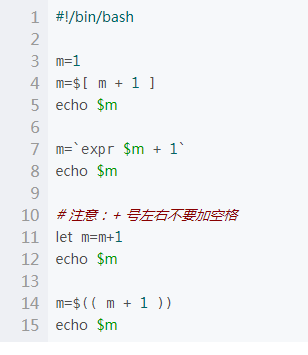 1 #!/bin/bash
2
3 m=1
4 m=$[ m + 1 ]
5 echo $m
6
7 m=`expr $m + 1`
8 echo $m
9
10 #注意：+ 号左右不要加空格
11 let m=m+1
12 echo $m
13
14 m=$(( m + 1 ))
15 echo $m